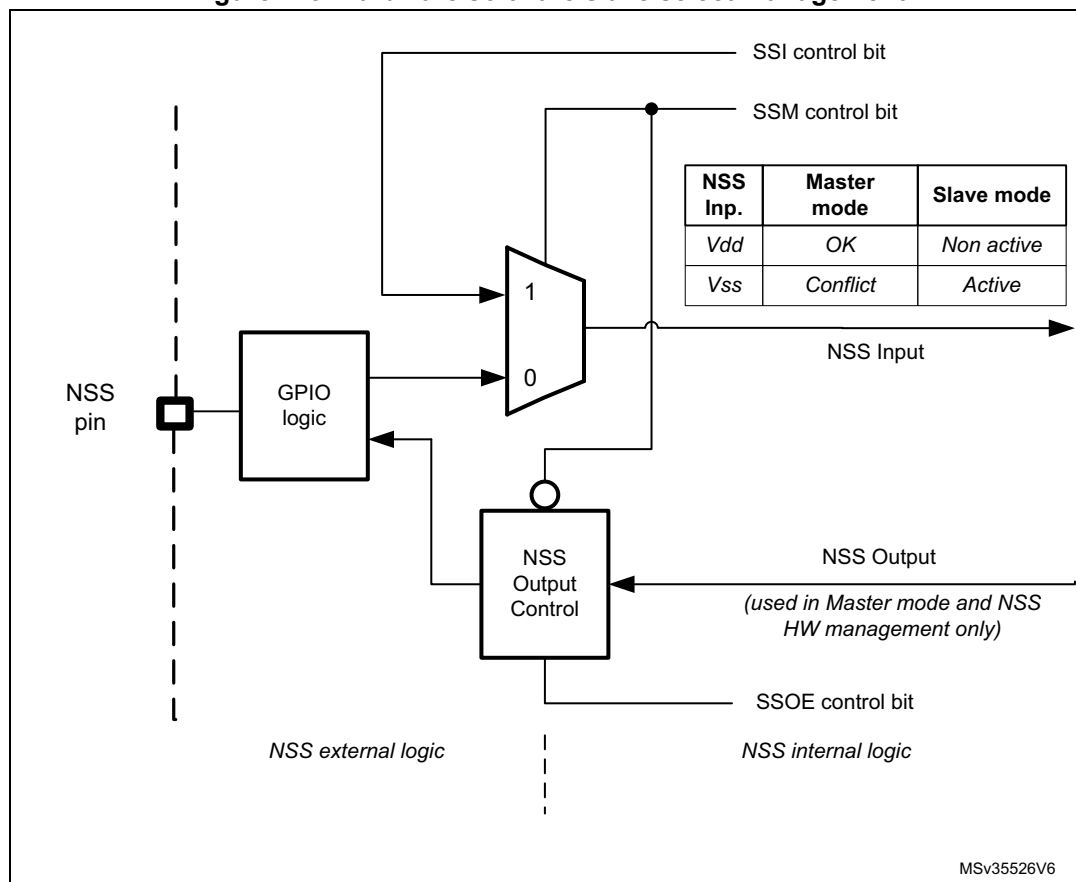 SSI control bit
SSM control bit
NSS Inp. Master mode Slave mode
Vdd OK Non active
Vss Conflict Active
1
0
NSS Input
GPIO
logic
NSS
pin
NSS
Output
Control
NSS Output
(used in Master mode and NSS
HW management only)
SSOE control bit
NSS external logic
NSS internal logic
MSv35526V6